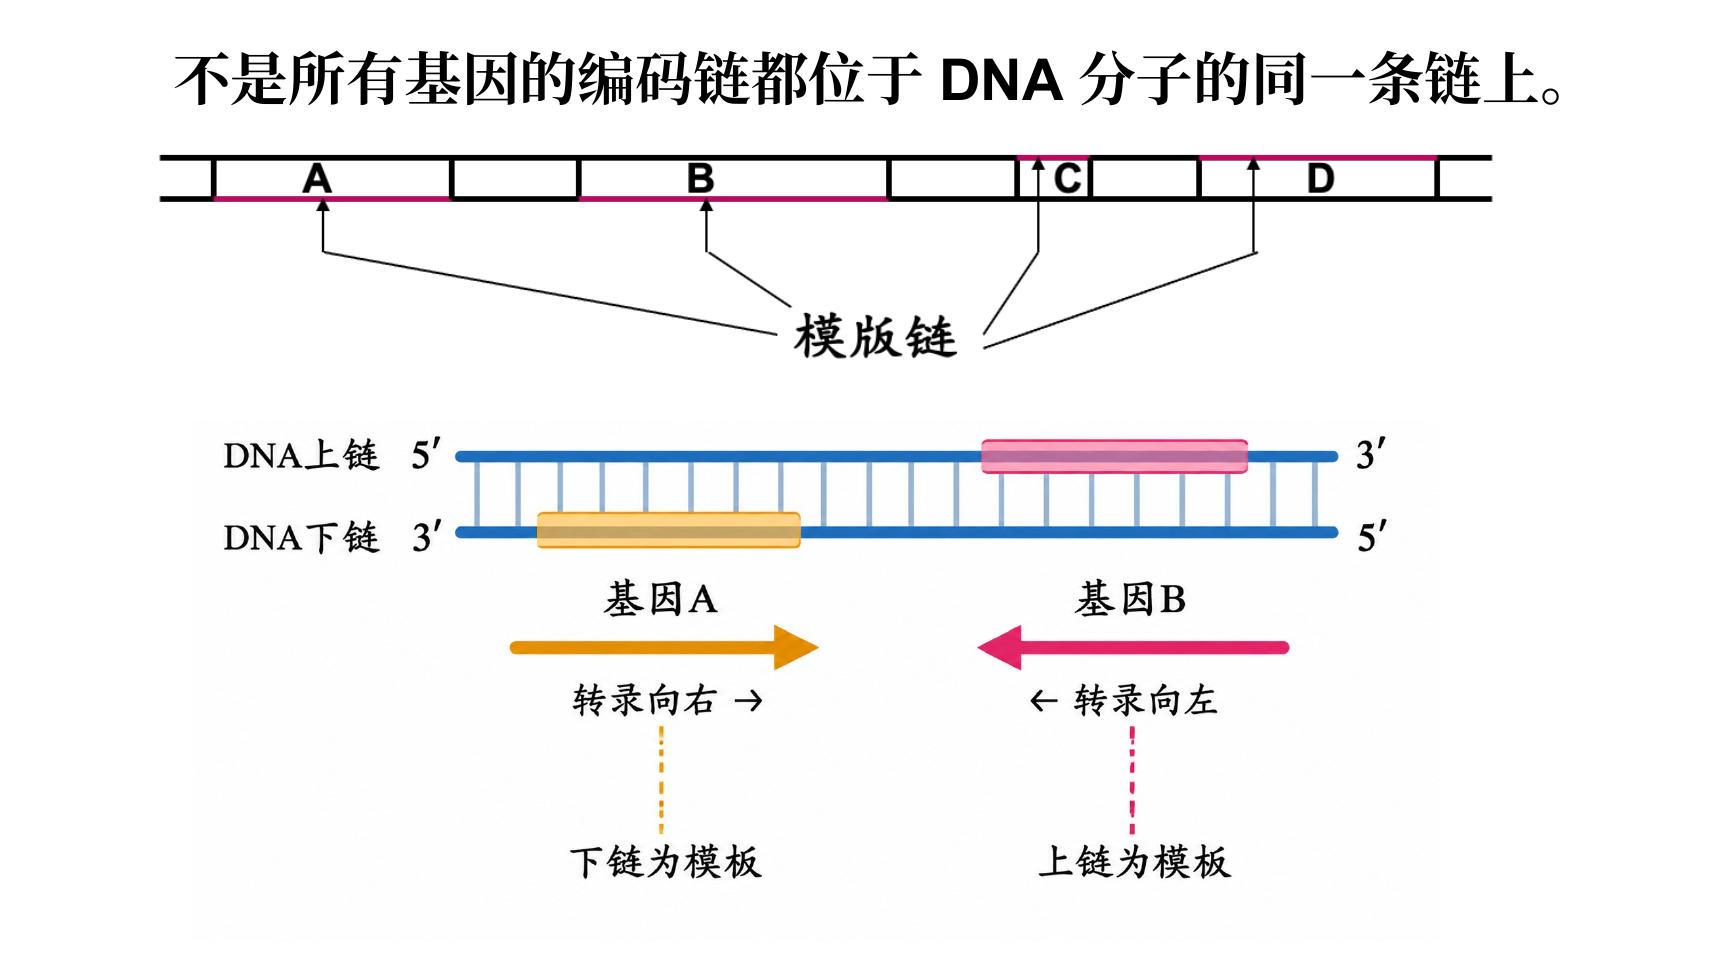 不是所有基因的编码链都位于 DNA 分子的同一条链上。
A B C D
模版链
DNA上链 5′ 3′
DNA下链 3′ 5′
基因A 基因B
转录向右 → ← 转录向左
下链为模板 上链为模板